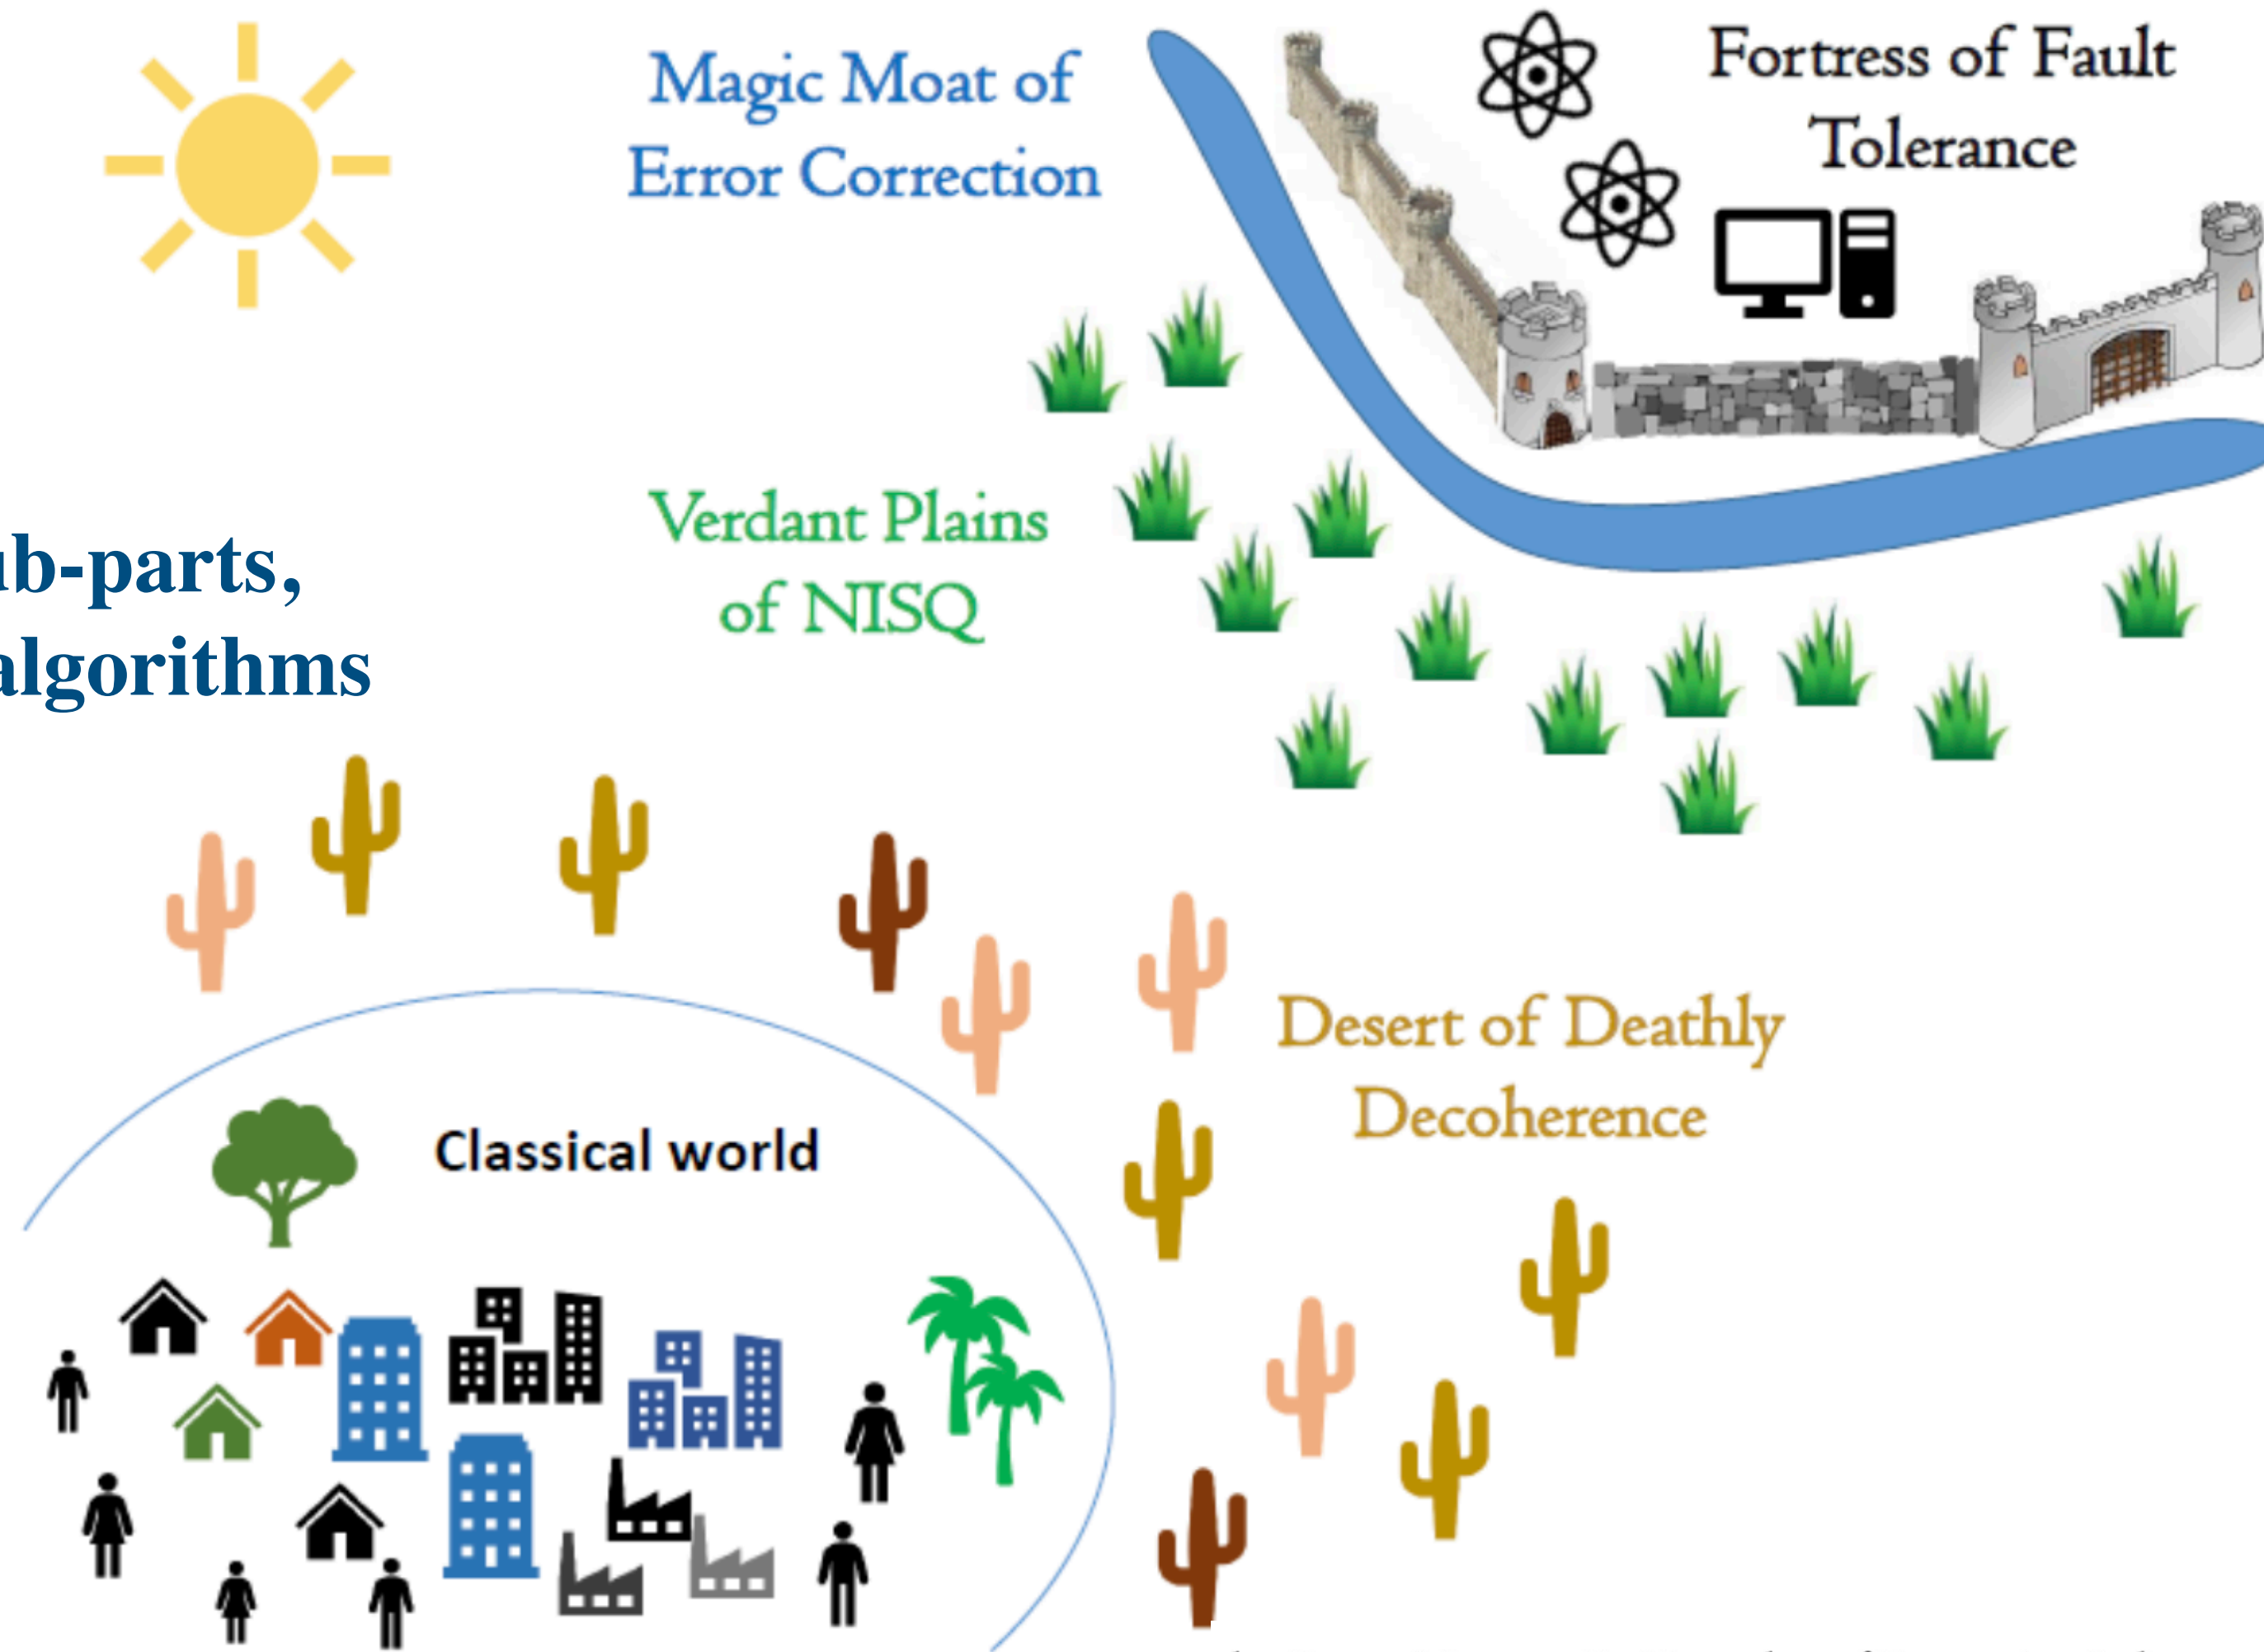 Magic Moat of
Error Correction
Fortress of Fault
Tolerance
Verdant Plains
of NISQ
ub-parts,
algorithms
Desert of Deathly
Decoherence
Classical world